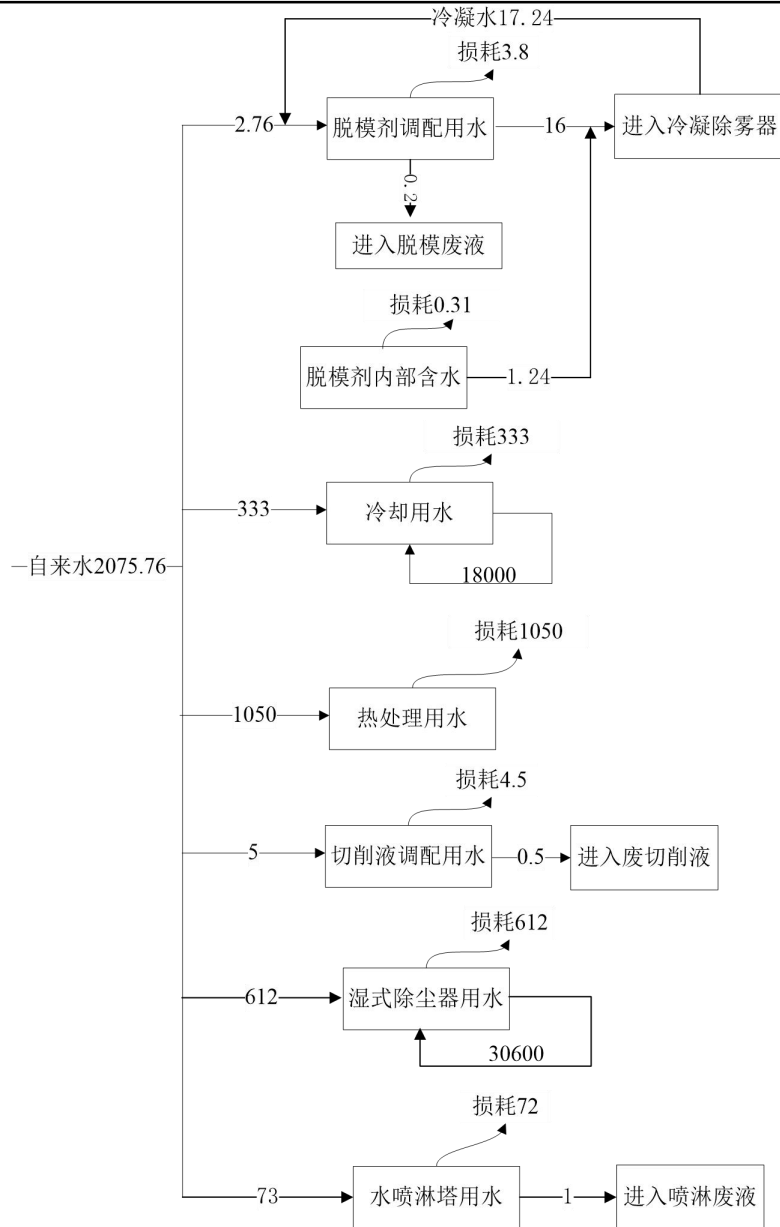 冷凝水17.24
损耗3.8
2.76
脱模剂调配用水
16
进入冷凝除雾器
0.2
进入脱模废液
损耗0.31
脱模剂内部含水
1.24
损耗333
333
冷却用水
18000
自来水2075.76
损耗1050
1050
热处理用水
损耗4.5
5
切削液调配用水
0.5
进入废切削液
损耗612
612
湿式除尘器用水
30600
损耗72
73
水喷淋塔用水
1
进入喷淋废液